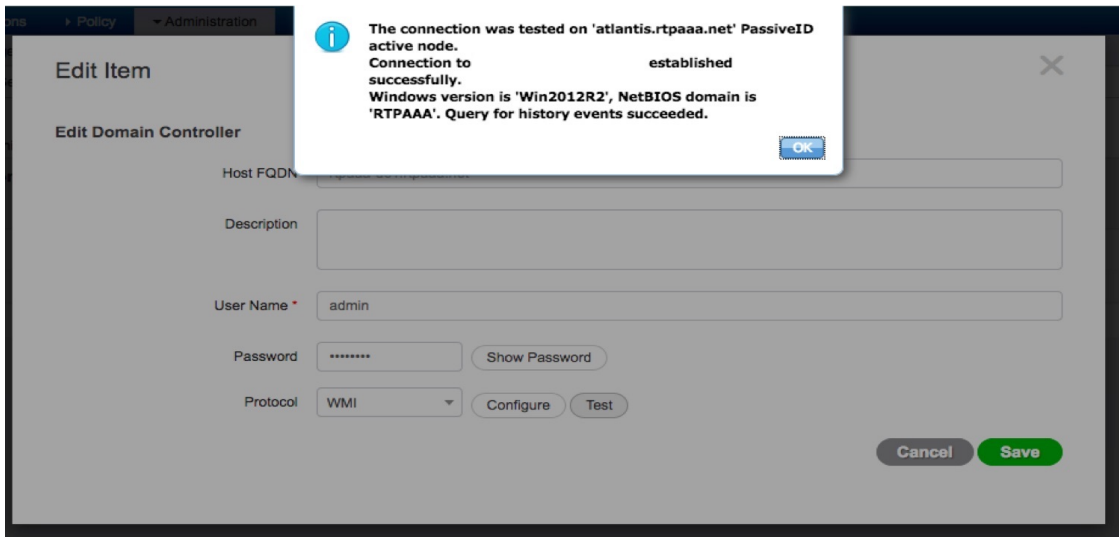 ons
Policy
Administration
The connection was tested on 'atlantis.rtpaaa.net' PassiveID
active node.
Connection to established
successfully.
Windows version is 'Win2012R2', NetBIOS domain is
'RTPAAA'. Query for history events succeeded.
OK
Edit Item
Edit Domain Controller
Host FQDN
Description
User Name *
admin
Password
••••••••
Show Password
Protocol
WMI
Configure
Test
Cancel
Save